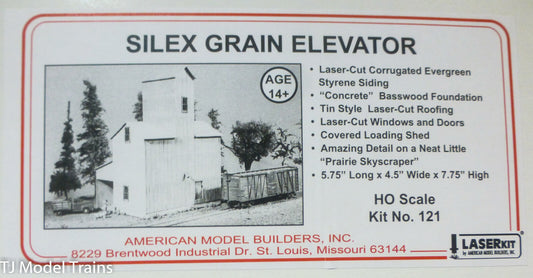 SILEX GRAIN ELEVATOR
AGE
14+
• Laser-Cut Corrugated Evergreen
Styrene Siding
• "Concrete" Basswood Foundation
• Tin Style Laser-Cut Roofing
• Laser-Cut Windows and Doors
• Covered Loading Shed
• Amazing Detail on a Neat Little
"Prairie Skyscraper"
• 5.75" Long x 4.5" Wide x 7.75" High
HO Scale
Kit No. 121
AMERICAN MODEL BUILDERS, INC.
8229 Brentwood Industrial Dr. St. Louis, Missouri 63144
LASERKIT
by AMERICAN MODEL BUILDERS, INC.
TJ Model Trains